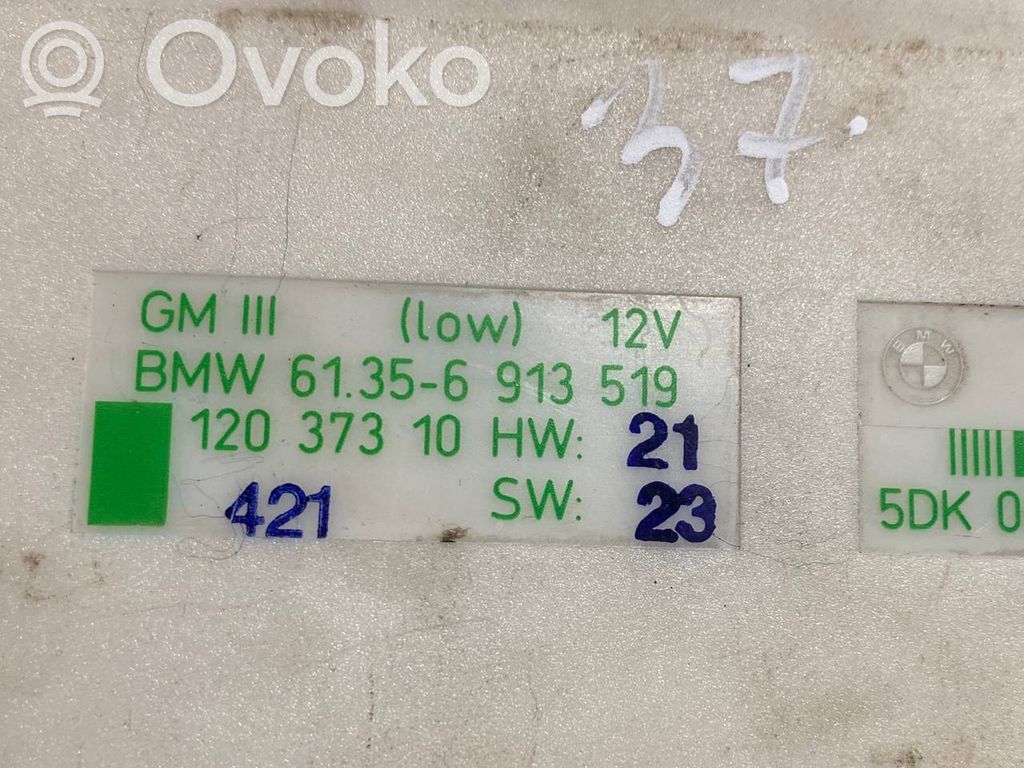 Ovoko
37.
GM III (low) 12V
BMW 61.35-6 913 519
120 373 10 HW: 21
421 SW: 23
BMW
5DK 0